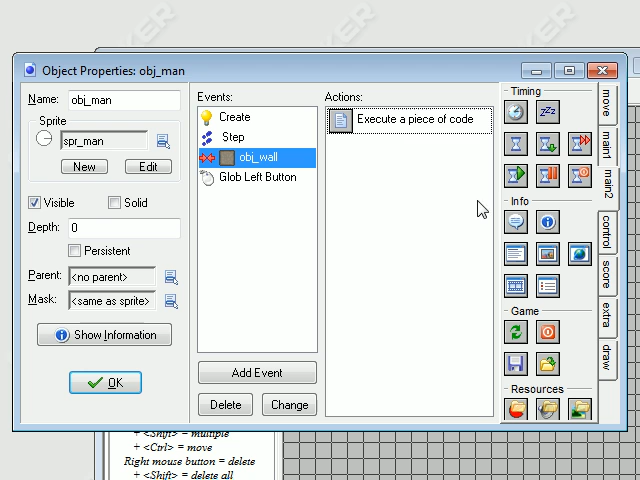 Object Properties: obj_man
Name: obj_man
Sprite
spr_man
New Edit
Visible Solid
Depth: 0
Persistent
Parent: <no parent>
Mask: <same as sprite>
Show Information
OK
Events:
Create
Step
obj_wall
Glob Left Button
Add Event
Delete Change
Actions:
Execute a piece of code
Timing
Info
Game
Resources
move
main1
main2
control
score
extra
draw
+ <Shift> = multiple
+ <Ctrl> = move
Right mouse button = delete
+ <Shift> = delete all